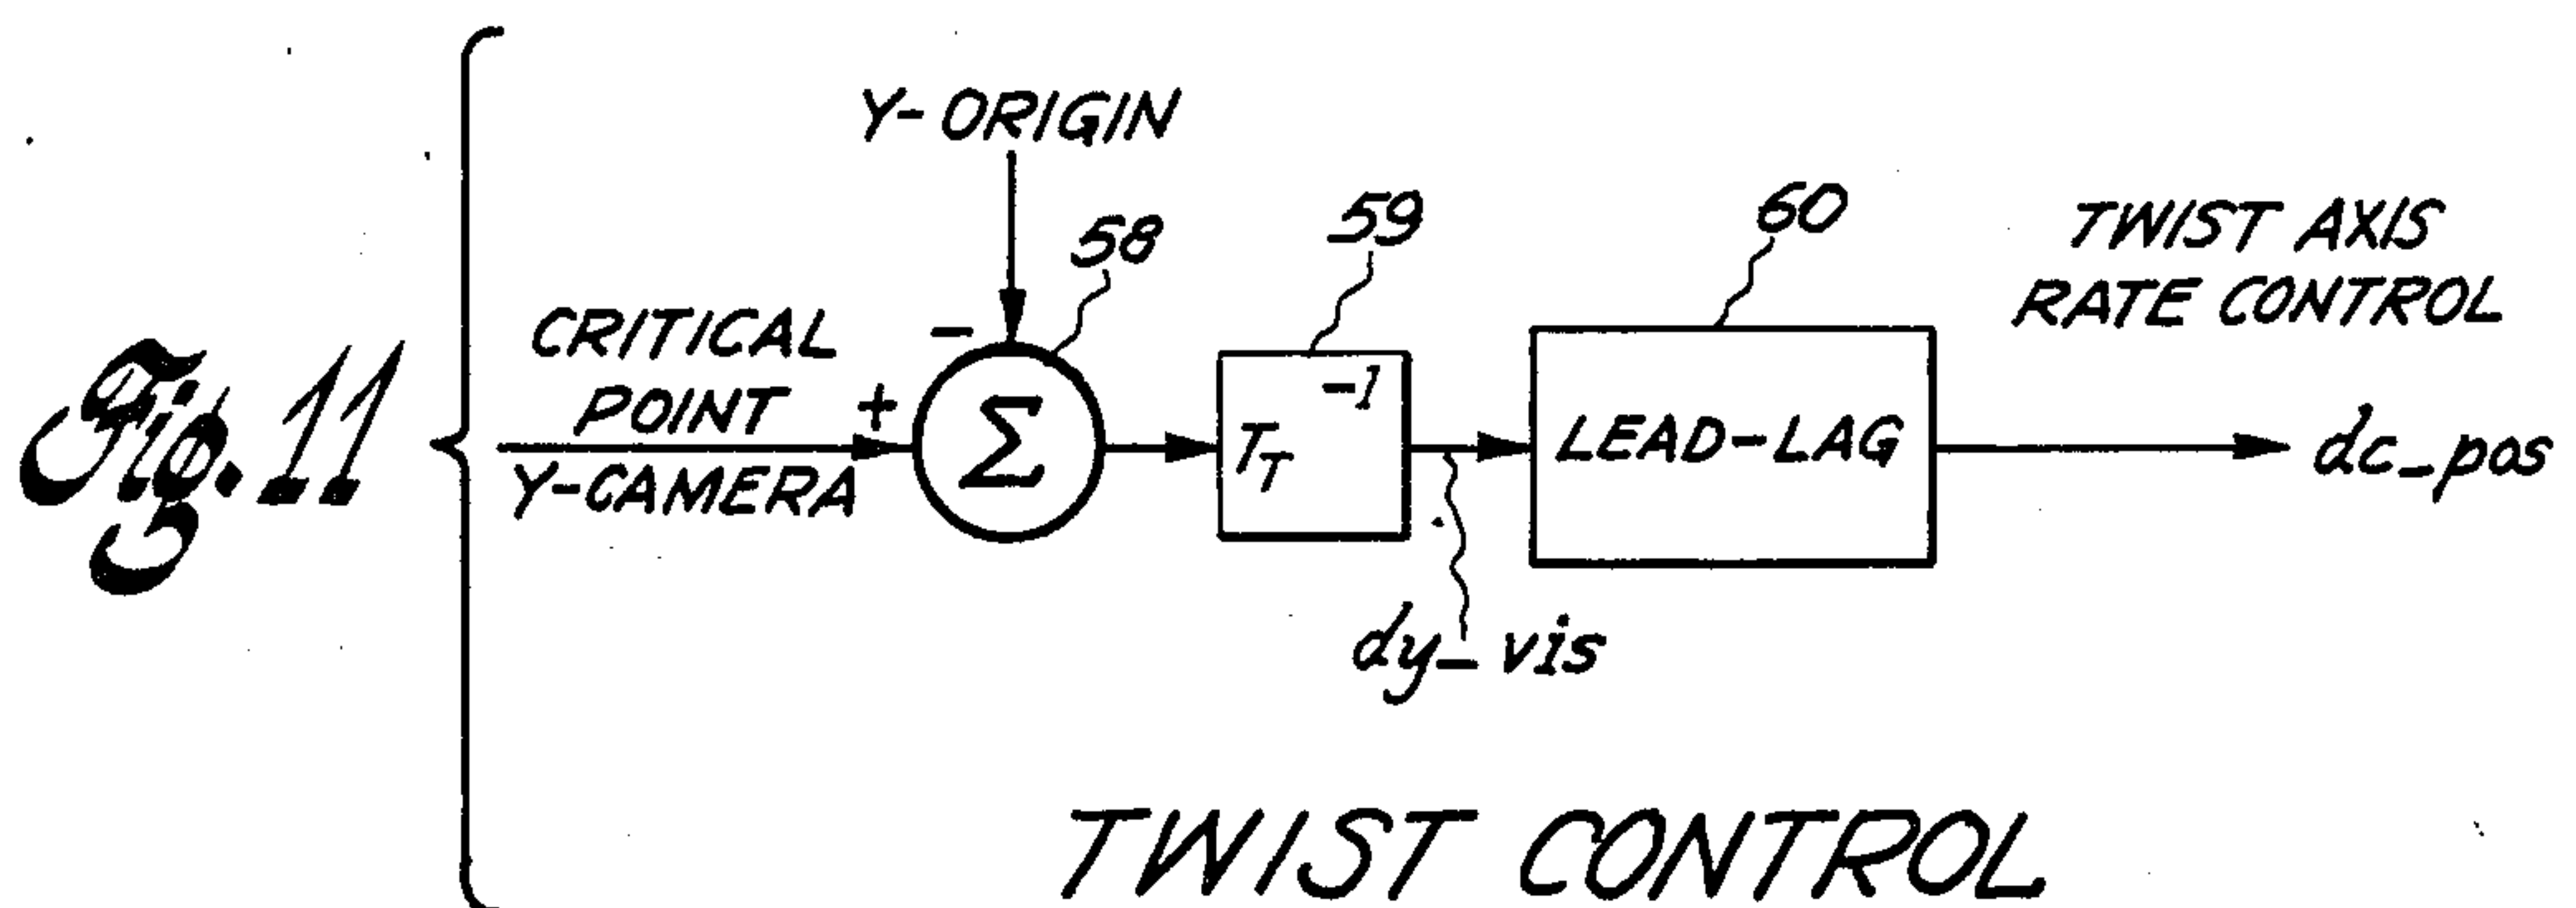 Fig. 11
Y-ORIGIN
58
59
60
TWIST AXIS
RATE CONTROL
CRITICAL
POINT
Y-CAMERA
-
+
Σ
T_T^-1
LEAD-LAG
dc_pos
dy_vis
TWIST CONTROL